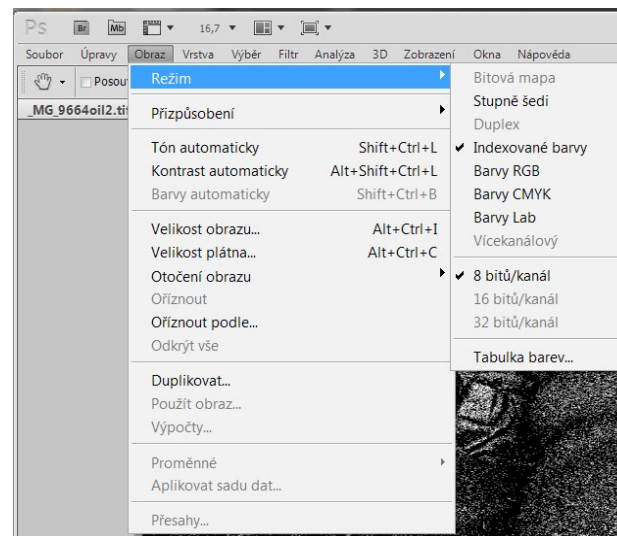 Ps Br Mb 16,7
Soubor Úpravy Obraz Vrstva Výběr Filtr Analýza 3D Zobrazení Okna Nápověda
Posou
_MG_9664oil2.tif
Režim
Přizpůsobení
Tón automaticky Shift+Ctrl+L
Kontrast automaticky Alt+Shift+Ctrl+L
Barvy automaticky Shift+Ctrl+B
Velikost obrazu... Alt+Ctrl+I
Velikost plátna... Alt+Ctrl+C
Otočení obrazu
Oříznout
Oříznout podle...
Odkrýt vše
Duplikovat...
Použít obraz...
Výpočty...
Proměnné
Aplikovat sadu dat...
Přesahy...
Bitová mapa
Stupně šedi
Duplex
Indexované barvy
Barvy RGB
Barvy CMYK
Barvy Lab
Vícekanálový
8 bitů/kanál
16 bitů/kanál
32 bitů/kanál
Tabulka barev...